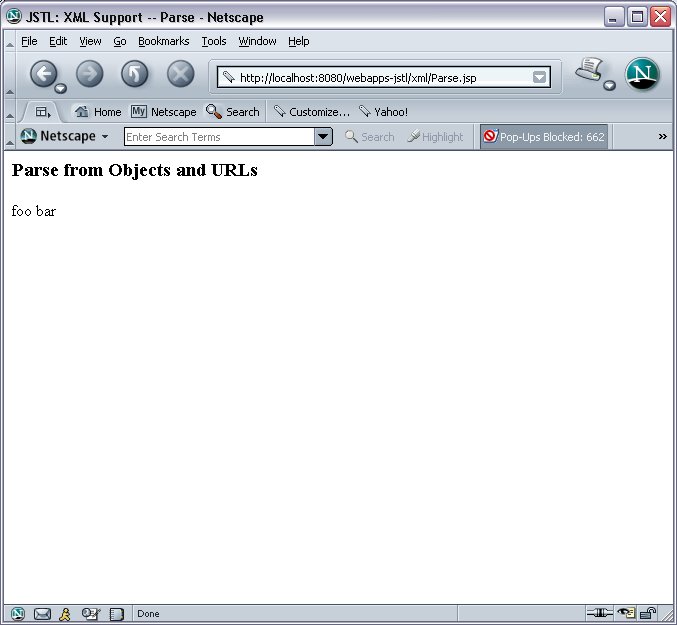 JSTL: XML Support -- Parse - Netscape
File Edit View Go Bookmarks Tools Window Help
http://localhost:8080/webapps-jstl/xml/Parse.jsp
N
Home My Netscape Search Customize... Yahoo!
N Netscape Enter Search Terms Search Highlight Pop-Ups Blocked: 662 »
Parse from Objects and URLs
foo bar
Done